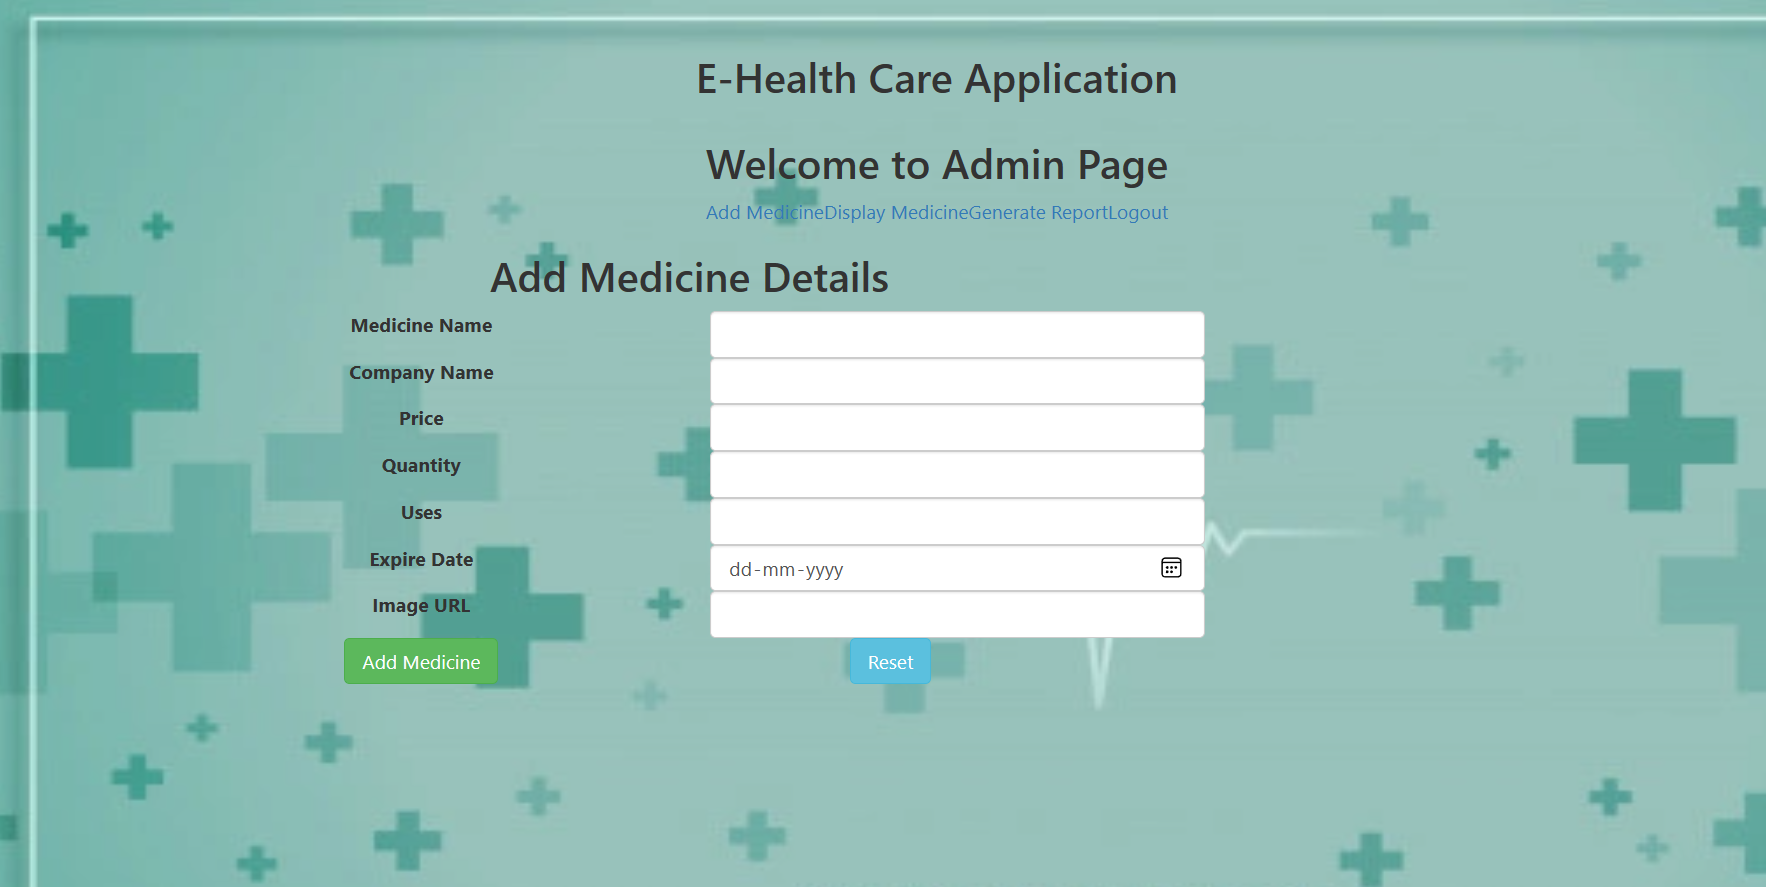 E-Health Care Application
Welcome to Admin Page
Add MedicineDisplay MedicineGenerate ReportLogout
Add Medicine Details
Medicine Name
Company Name
Price
Quantity
Uses
Expire Date dd-mm-yyyy
Image URL
Add Medicine Reset